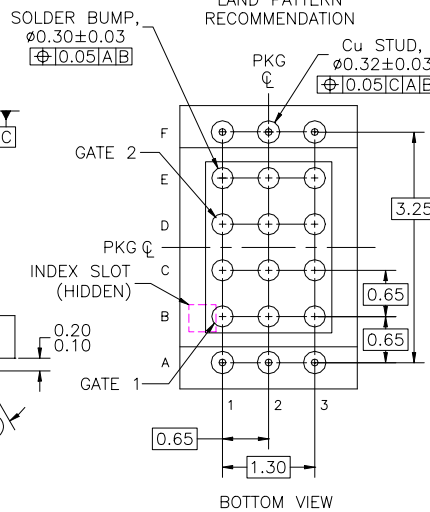 LAND PATTERN
RECOMMENDATION
SOLDER BUMP,
ø0.30±0.03
⌖ 0.05 A B
PKG
℄
Cu STUD,
ø0.32±0.03
⌖ 0.05 C A B
C
F
GATE 2
E
D
3.25
PKG ℄
C
INDEX SLOT
(HIDDEN)
0.65
B
0.20
0.10
0.65
A
GATE 1
1 2 3
0.65
1.30
BOTTOM VIEW